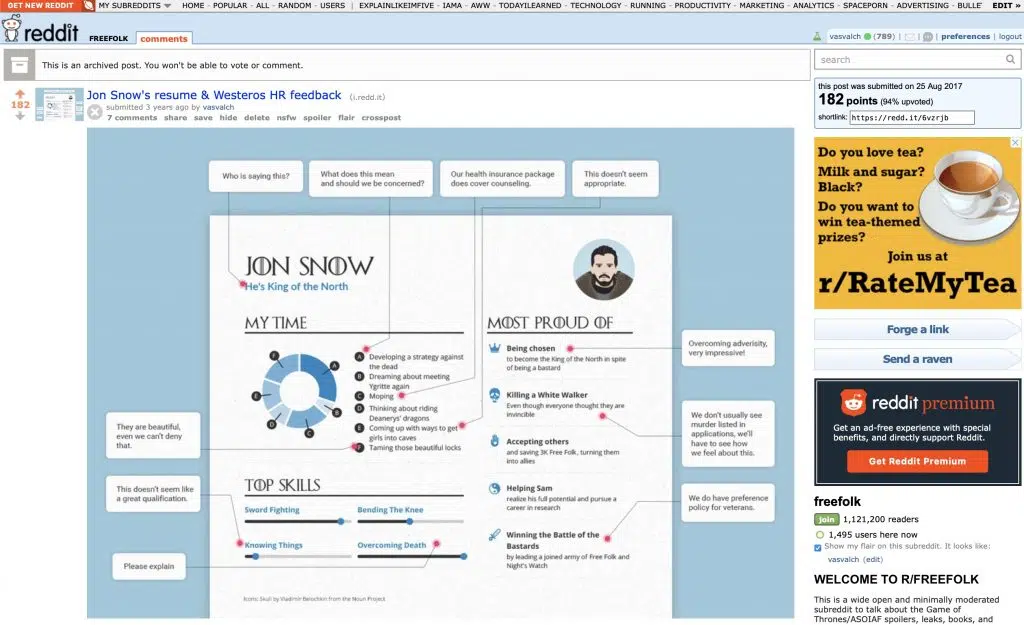 GET NEW REDDIT MY SUBREDDITS HOME - POPULAR - ALL - RANDOM - USERS | EXPLAINLIKEIMFIVE - IAMA - AWW - TODAYILEARNED - TECHNOLOGY - RUNNING - PRODUCTIVITY - MARKETING - ANALYTICS - SPACEPORN - ADVERTISING - BULLE EDIT »
reddit FREEFOLK comments
vasvalch (789) | | | preferences | logout
This is an archived post. You won't be able to vote or comment.
182
Jon Snow's resume & Westeros HR feedback (i.redd.it)
submitted 3 years ago by vasvalch
7 comments share save hide delete nsfw spoiler flair crosspost
Who is saying this?
What does this mean
and should we be concerned?
Our health insurance package
does cover counseling.
This doesn't seem
appropriate.
JON SNOW
He's King of the North
MY TIME
F
A
E
B
D
C
A Developing a strategy against
the dead
B Dreaming about meeting
Ygritte again
C Moping
D Thinking about riding
Deanerys' dragons
E Coming up with ways to get
girls into caves
F Taming those beautiful locks
They are beautiful,
even we can't deny
that.
TOP SKILLS
Sword Fighting
Bending The Knee
Knowing Things
Overcoming Death
This doesn't seem like
a great qualification.
Please explain
Icons: Skull by Vladimir Belochkin from the Noun Project
MOST PROUD OF
Being chosen
to become the King of the North in spite
of being a bastard
Killing a White Walker
Even though everyone thought they are
invincible
Accepting others
and saving 3K Free Folk, turning them
into allies
Helping Sam
realize his full potential and pursue a
career in research
Winning the Battle of the
Bastards
by leading a joined army of Free Folk and
Night's Watch
Overcoming adverisity,
very impressive!
We don't usually see
murder listed in
applications, we'll
have to see how
we feel about this.
We do have preference
policy for veterans.
search
this post was submitted on 25 Aug 2017
182 points (94% upvoted)
shortlink: https://redd.it/6vzrjb
Do you love tea?
Milk and sugar?
Black?
Do you want to
win tea-themed
prizes?
Join us at
r/RateMyTea
Forge a link
Send a raven
reddit premium
Get an ad-free experience with special
benefits, and directly support Reddit.
Get Reddit Premium
freefolk
join 1,121,200 readers
1,495 users here now
Show my flair on this subreddit. It looks like:
vasvalch (edit)
WELCOME TO R/FREEFOLK
This is a wide open and minimally moderated
subreddit to talk about the Game of
Thrones/ASOIAF spoilers, leaks, books, and